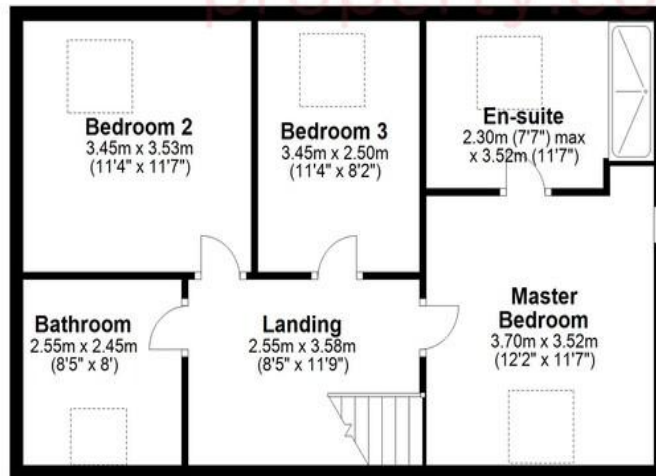 property.co
Bedroom 2
3.45m x 3.53m
(11'4" x 11'7")
Bedroom 3
3.45m x 2.50m
(11'4" x 8'2")
En-suite
2.30m (7'7") max
x 3.52m (11'7")
Bathroom
2.55m x 2.45m
(8'5" x 8')
Landing
2.55m x 3.58m
(8'5" x 11'9")
Master
Bedroom
3.70m x 3.52m
(12'2" x 11'7")